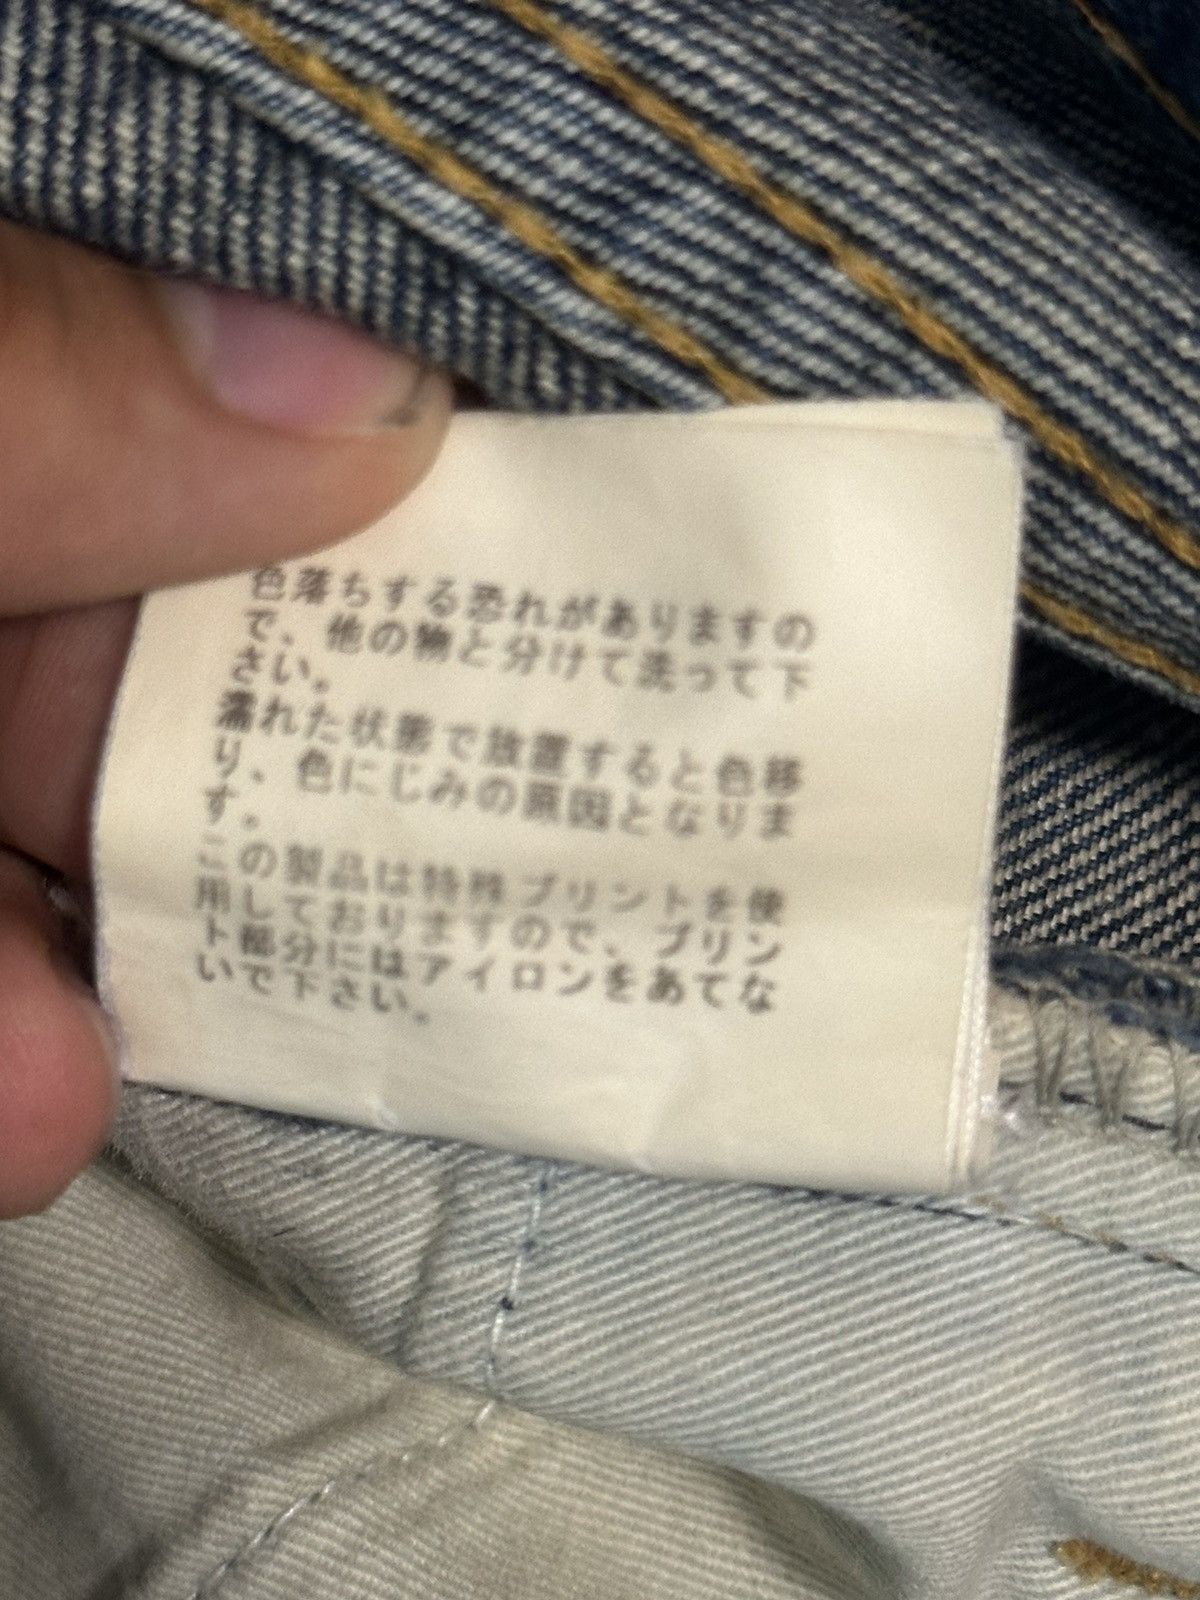 色落ちする恐れがありますの
で、他の物と分けて洗って下
さい。
濡れた状態で放置すると色移
り、色にじみの原因となりま
す。
この製品は特殊プリントを使
用しておりますので、プリン
ト部分にはアイロンをあてな
いで下さい。